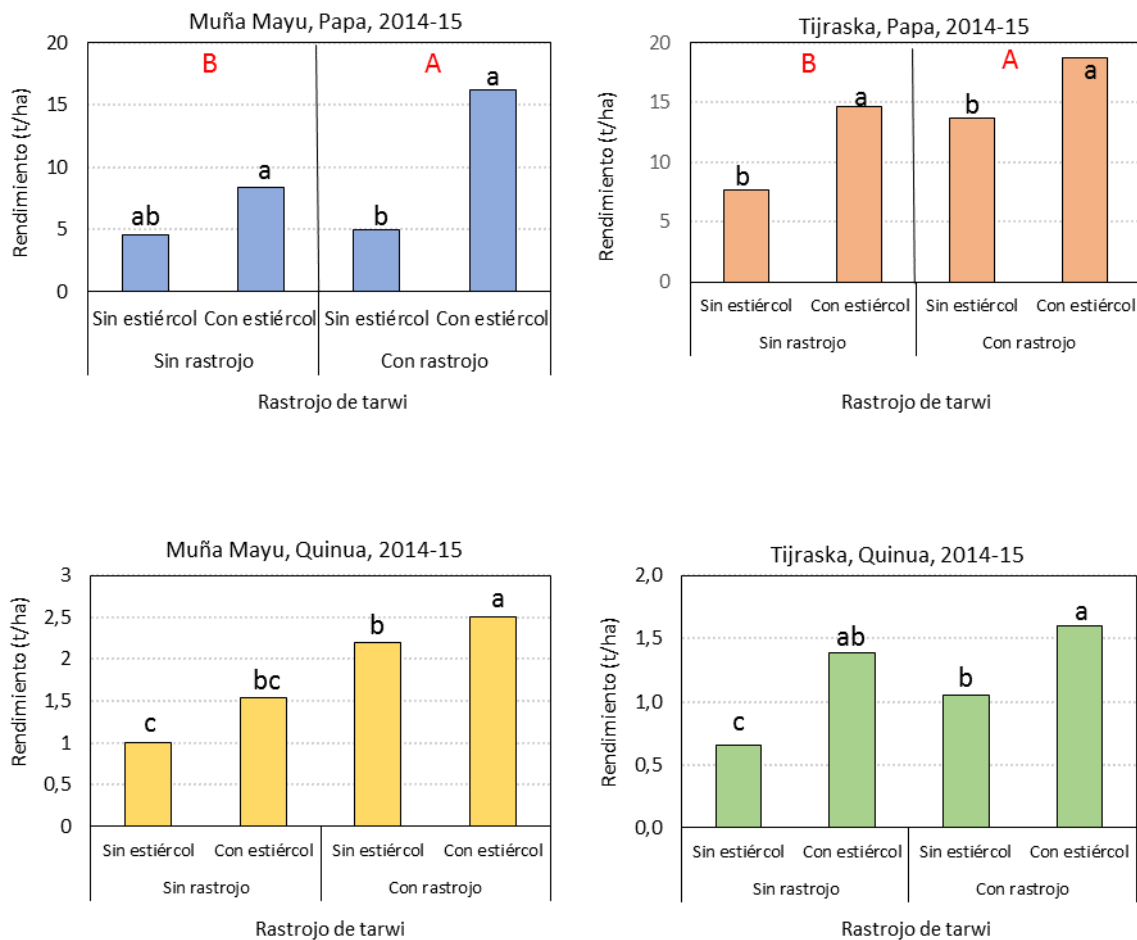 Muña Mayu, Papa, 2014-15
Rendimiento (t/ha)
20
15
10
5
0
B
A
ab
a
b
a
Sin estiércol Con estiércol Sin estiércol Con estiércol
Sin rastrojo Con rastrojo
Rastrojo de tarwi
Tijraska, Papa, 2014-15
Rendimiento (t/ha)
20
15
10
5
0
B
A
b
a
b
a
Sin estiércol Con estiércol Sin estiércol Con estiércol
Sin rastrojo Con rastrojo
Rastrojo de tarwi
Muña Mayu, Quinua, 2014-15
Rendimiento (t/ha)
3
2,5
2
1,5
1
0,5
0
c
bc
b
a
Sin estiércol Con estiércol Sin estiércol Con estiércol
Sin rastrojo Con rastrojo
Rastrojo de tarwi
Tijraska, Quinua, 2014-15
Rendimiento (t/ha)
2,0
1,5
1,0
0,5
0,0
c
ab
b
a
Sin estiércol Con estiércol Sin estiércol Con estiércol
Sin rastrojo Con rastrojo
Rastrojo de tarwi